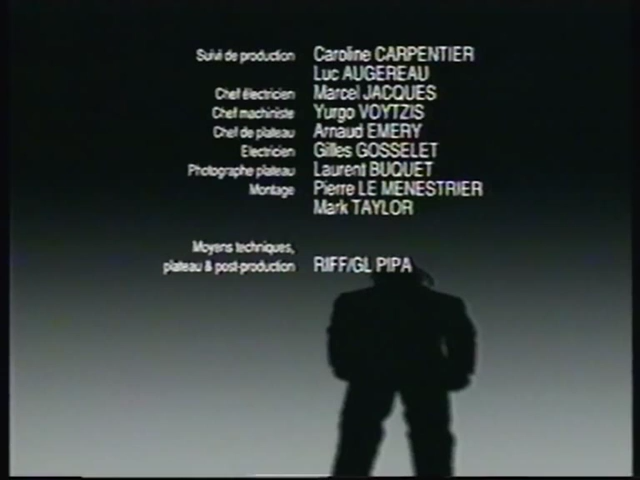 Suivi de production Caroline CARPENTIER
Luc AUGEREAU
Chef électricien Marcel JACQUES
Chef machiniste Yurgo VOYTZIS
Chef de plateau Arnaud EMERY
Electricien Gilles GOSSELET
Photographe plateau Laurent BUQUET
Montage Pierre LE MENESTRIER
Mark TAYLOR
Moyens techniques,
plateau & post-production RIFF/GL PIPA